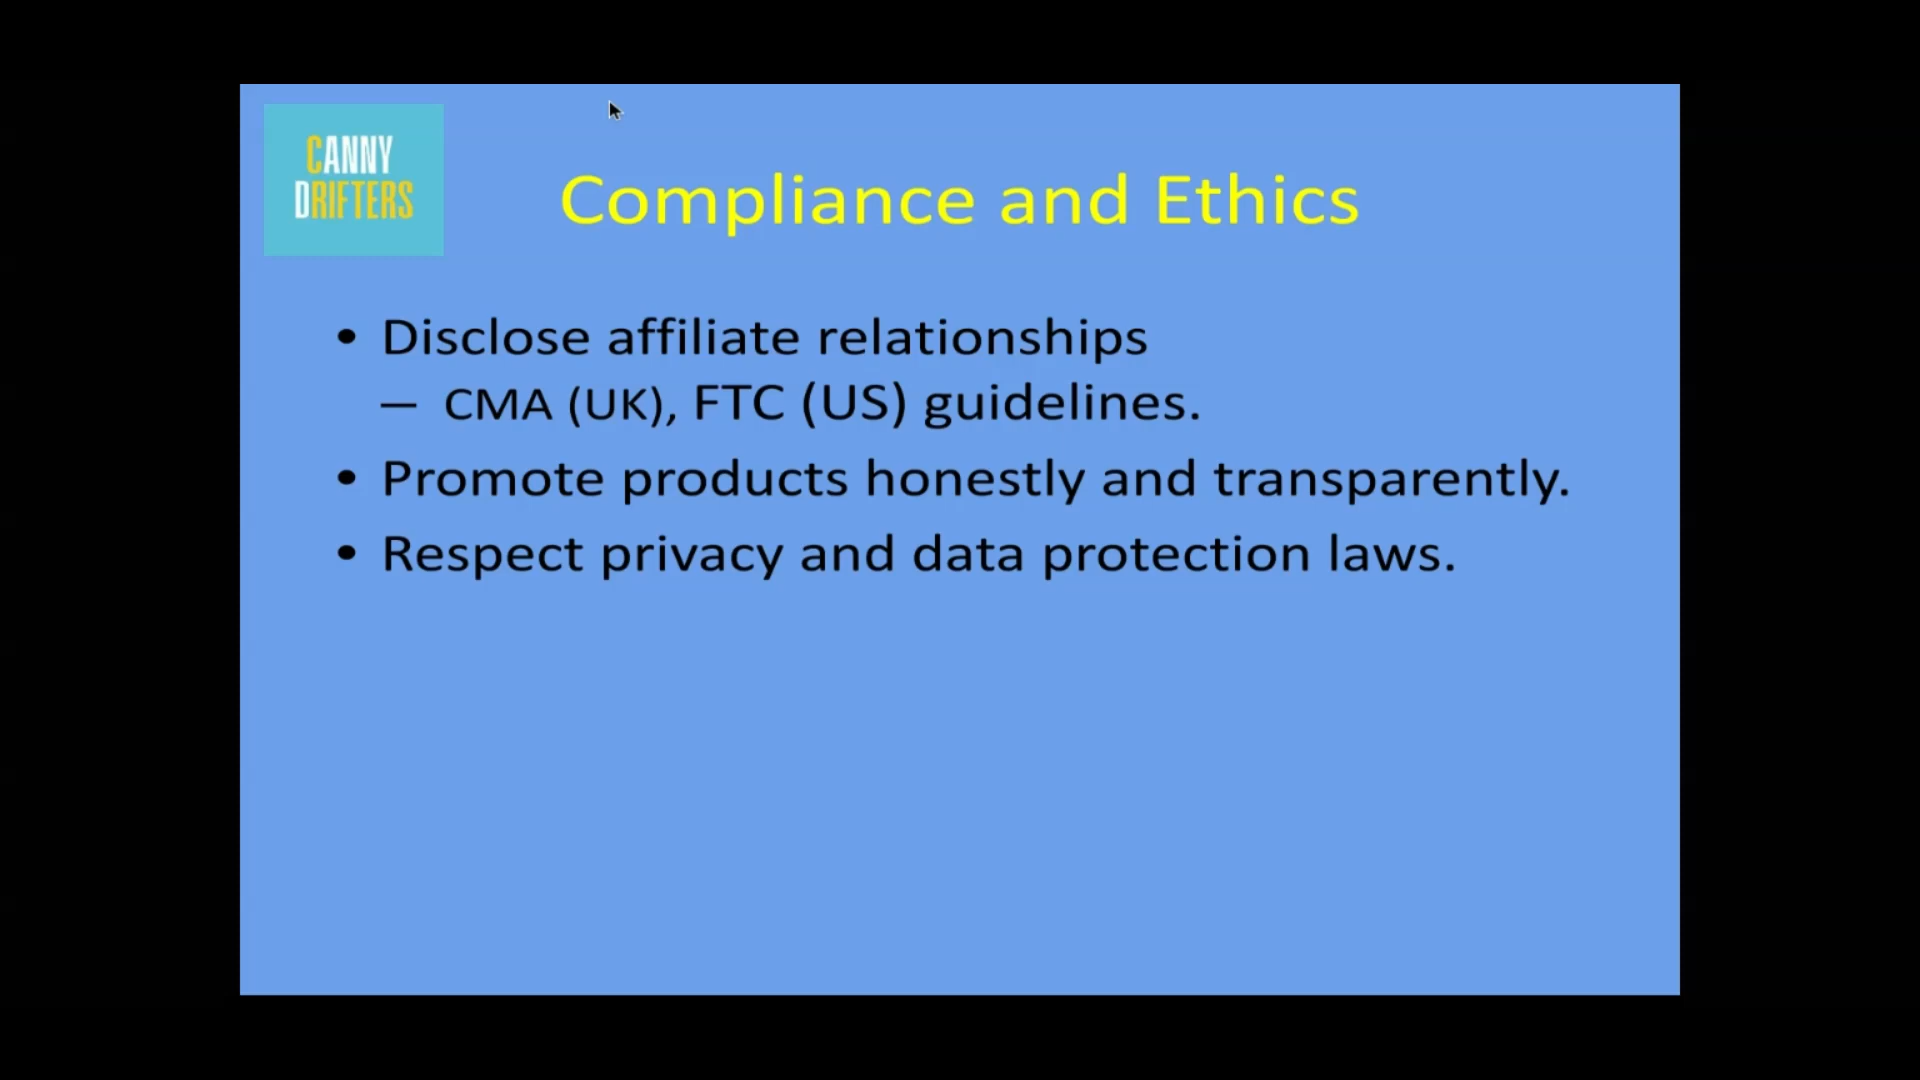 CANNY
DRIFTERS
Compliance and Ethics
• Disclose affiliate relationships
– CMA (UK), FTC (US) guidelines.
• Promote products honestly and transparently.
• Respect privacy and data protection laws.